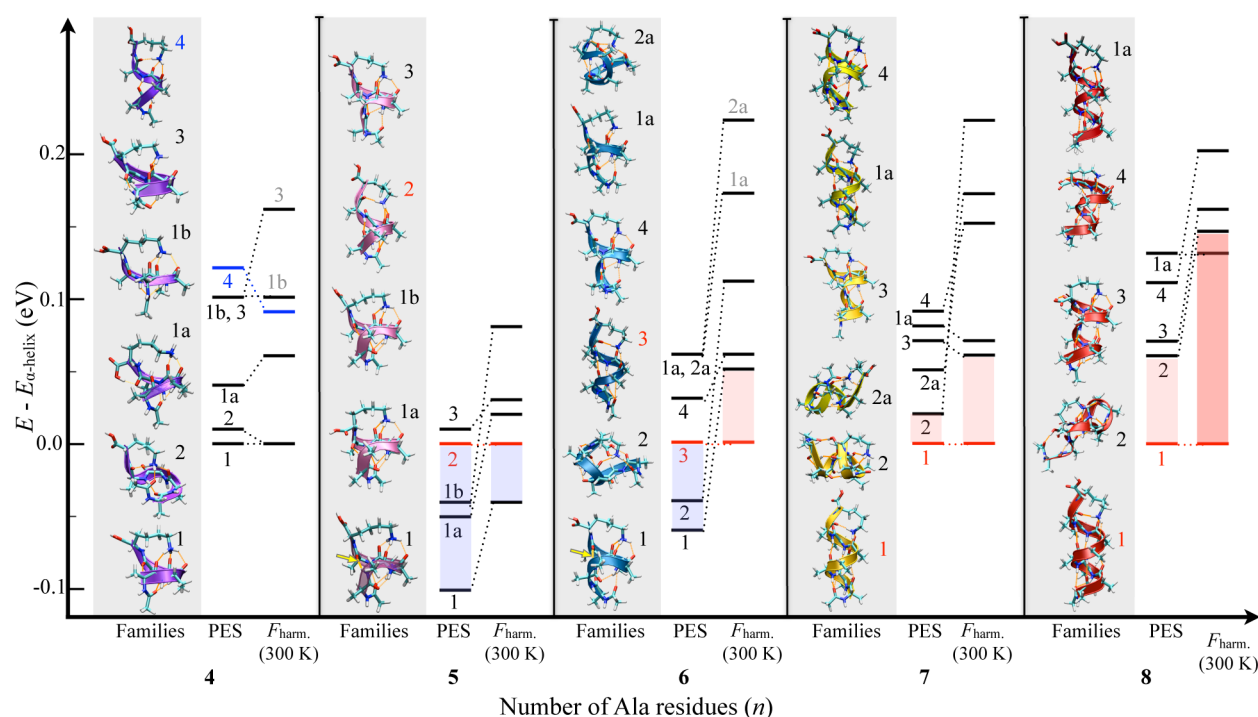 4
3
1b
1a
2
1
3
2
1b
1a
1
2a
1a
4
3
2
1
4
1a
3
2a
2
1
1a
4
3
2
1
E - Eα-helix (eV)
0.2
0.1
0.0
-0.1
4
1b, 3
1a
2
1
3
1b
3
2
1b
1a
1
1a, 2a
4
3
2
1
2a
1a
4
1a
3
2a
2
1
1a
4
3
2
1
Families PES Fharm. (300 K)
Families PES Fharm. (300 K)
Families PES Fharm. (300 K)
Families PES Fharm. (300 K)
Families PES Fharm. (300 K)
4 5 6 7 8
Number of Ala residues (n)